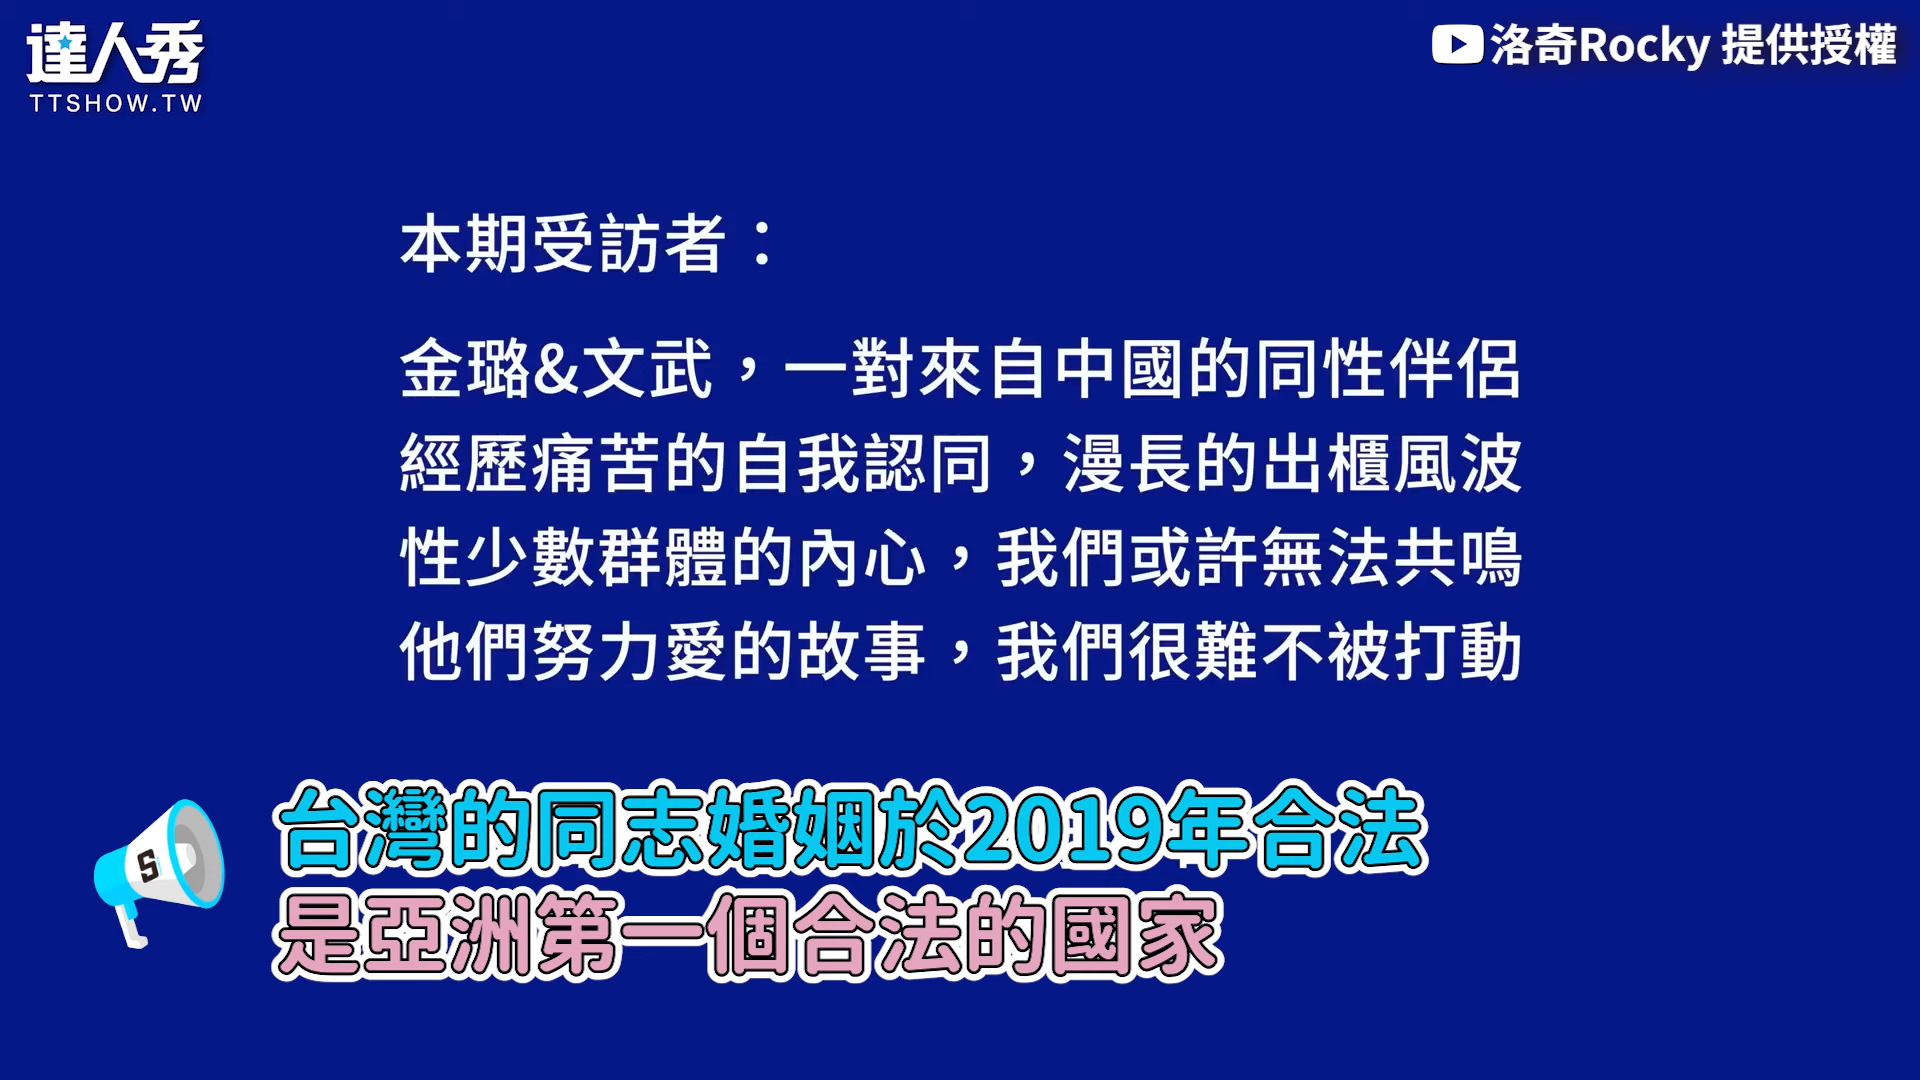 達人秀
TTSHOW.TW
洛奇Rocky 提供授權
本期受訪者：
金璐&文武，一對來自中國的同性伴侶
經歷痛苦的自我認同，漫長的出櫃風波
性少數群體的內心，我們或許無法共鳴
他們努力愛的故事，我們很難不被打動
S
台灣的同志婚姻於2019年合法
是亞洲第一個合法的國家